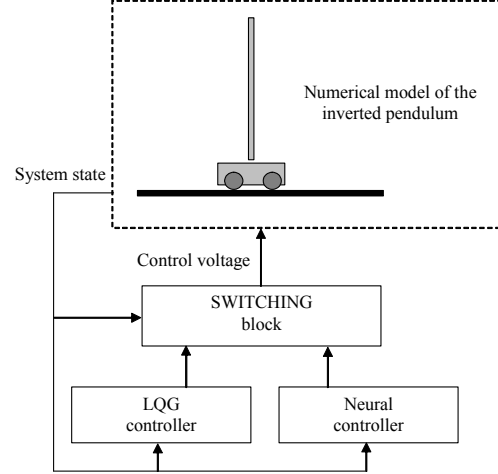 Numerical model of the
inverted pendulum
System state
Control voltage
SWITCHING
block
LQG
controller
Neural
controller